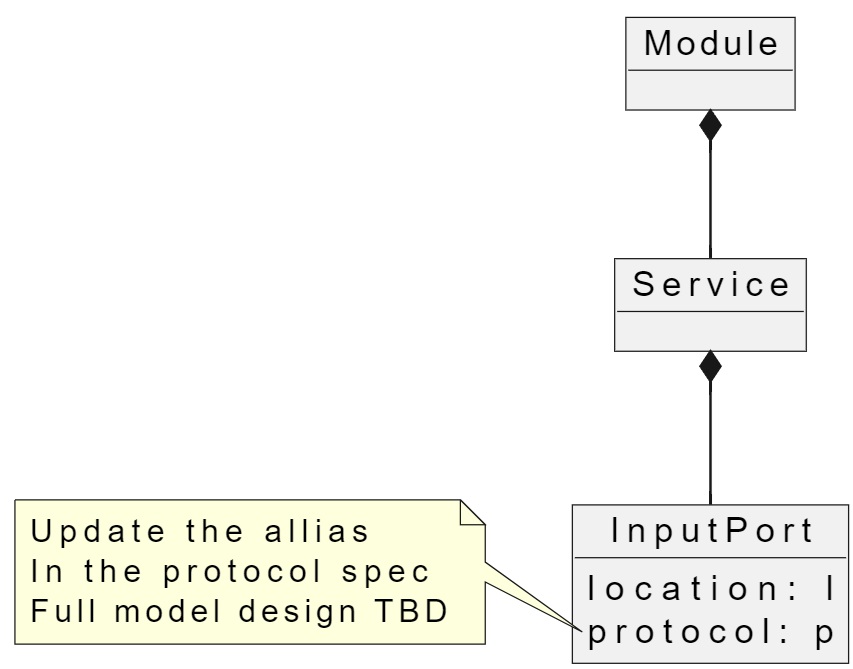 Module
Service
Update the allias
In the protocol spec
Full model design TBD
InputPort
location: l
protocol: p